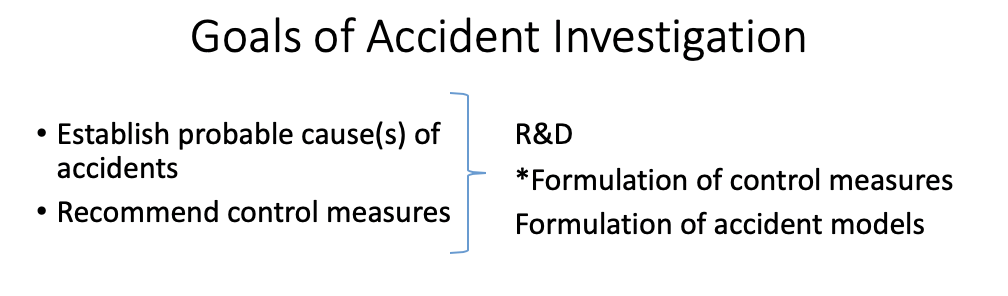 Goals of Accident Investigation
• Establish probable cause(s) of
accidents
• Recommend control measures
R&D
*Formulation of control measures
Formulation of accident models